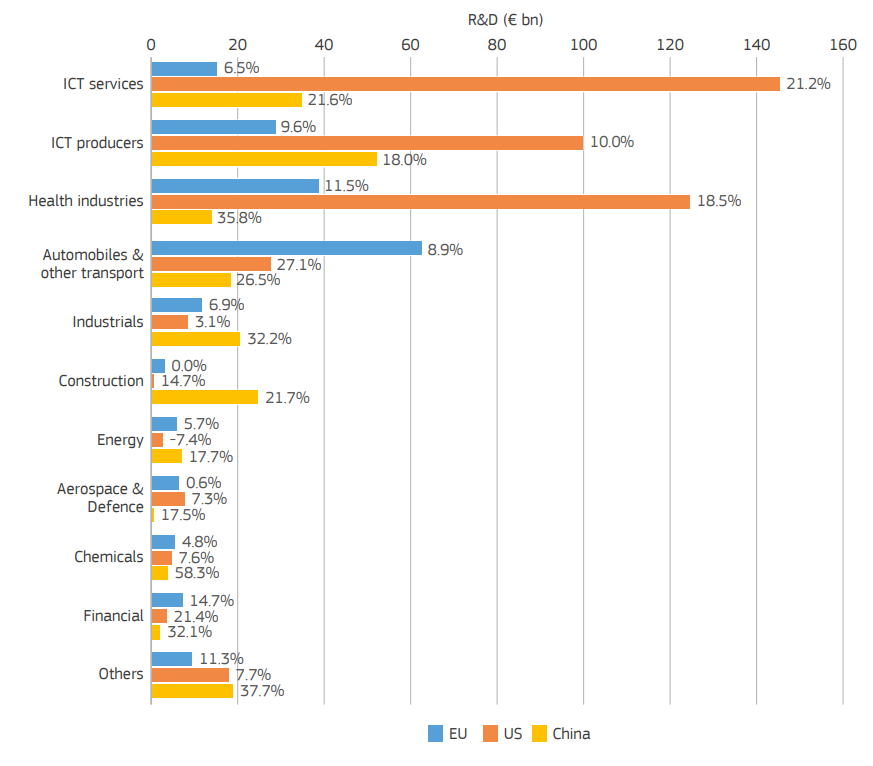 R&D (€ bn)
0 20 40 60 80 100 120 140 160
6.5%
ICT services
21.2%
21.6%
9.6%
ICT producers
10.0%
18.0%
11.5%
Health industries
18.5%
35.8%
8.9%
Automobiles &
other transport
27.1%
26.5%
6.9%
Industrials
3.1%
32.2%
0.0%
Construction
14.7%
21.7%
5.7%
Energy
-7.4%
17.7%
0.6%
Aerospace &
Defence
7.3%
17.5%
4.8%
Chemicals
7.6%
58.3%
14.7%
Financial
21.4%
32.1%
11.3%
Others
7.7%
37.7%
EU US China